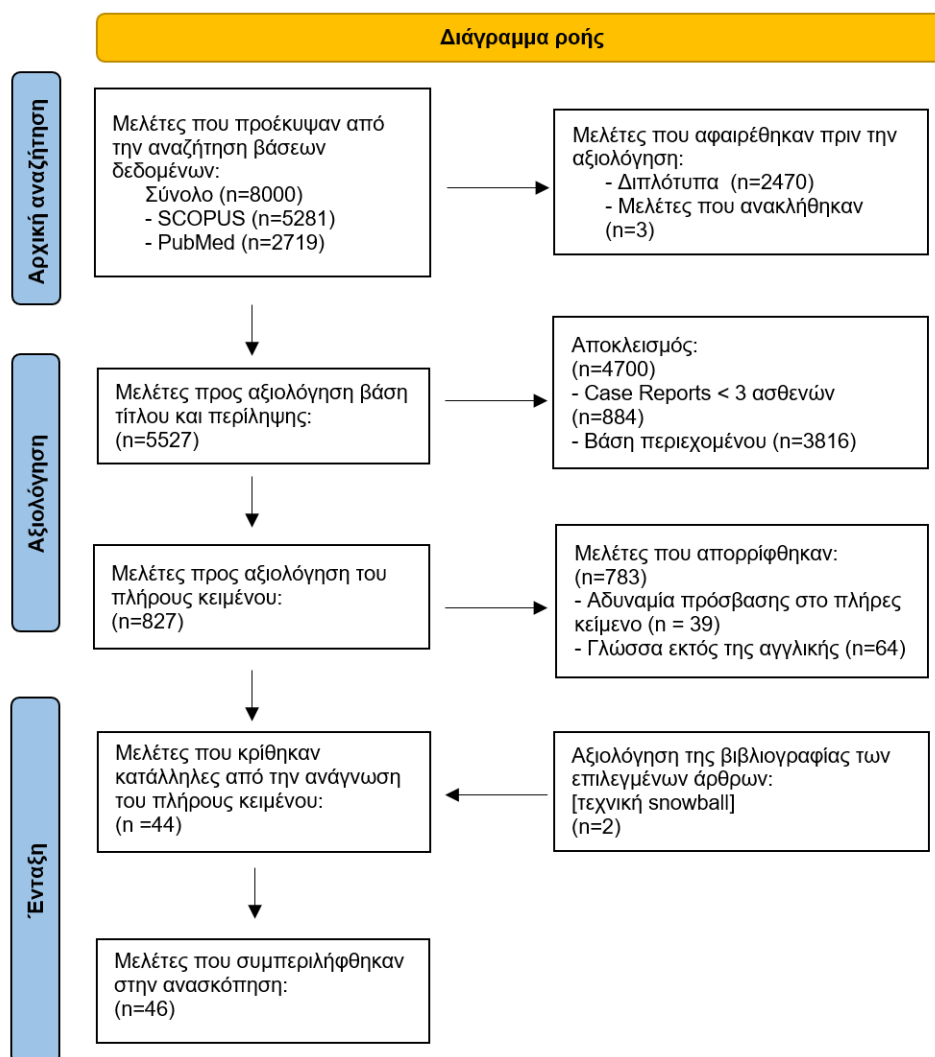 Διάγραμμα ροής
Αρχική αναζήτηση
Μελέτες που προέκυψαν από
την αναζήτηση βάσεων
δεδομένων:
Σύνολο (n=8000)
- SCOPUS (n=5281)
- PubMed (n=2719)
Μελέτες που αφαιρέθηκαν πριν την
αξιολόγηση:
- Διπλότυπα (n=2470)
- Μελέτες που ανακλήθηκαν
(n=3)
Αξιολόγηση
Μελέτες προς αξιολόγηση βάση
τίτλου και περίληψης:
(n=5527)
Αποκλεισμός:
(n=4700)
- Case Reports < 3 ασθενών
(n=884)
- Βάση περιεχομένου (n=3816)
Μελέτες προς αξιολόγηση του
πλήρους κειμένου:
(n=827)
Μελέτες που απορρίφθηκαν:
(n=783)
- Αδυναμία πρόσβασης στο πλήρες
κείμενο (n = 39)
- Γλώσσα εκτός της αγγλικής (n=64)
Ένταξη
Μελέτες που κρίθηκαν
κατάλληλες από την ανάγνωση
του πλήρους κειμένου:
(n =44)
Αξιολόγηση της βιβλιογραφίας των
επιλεγμένων άρθρων:
[τεχνική snowball]
(n=2)
Μελέτες που συμπεριλήφθηκαν
στην ανασκόπηση:
(n=46)